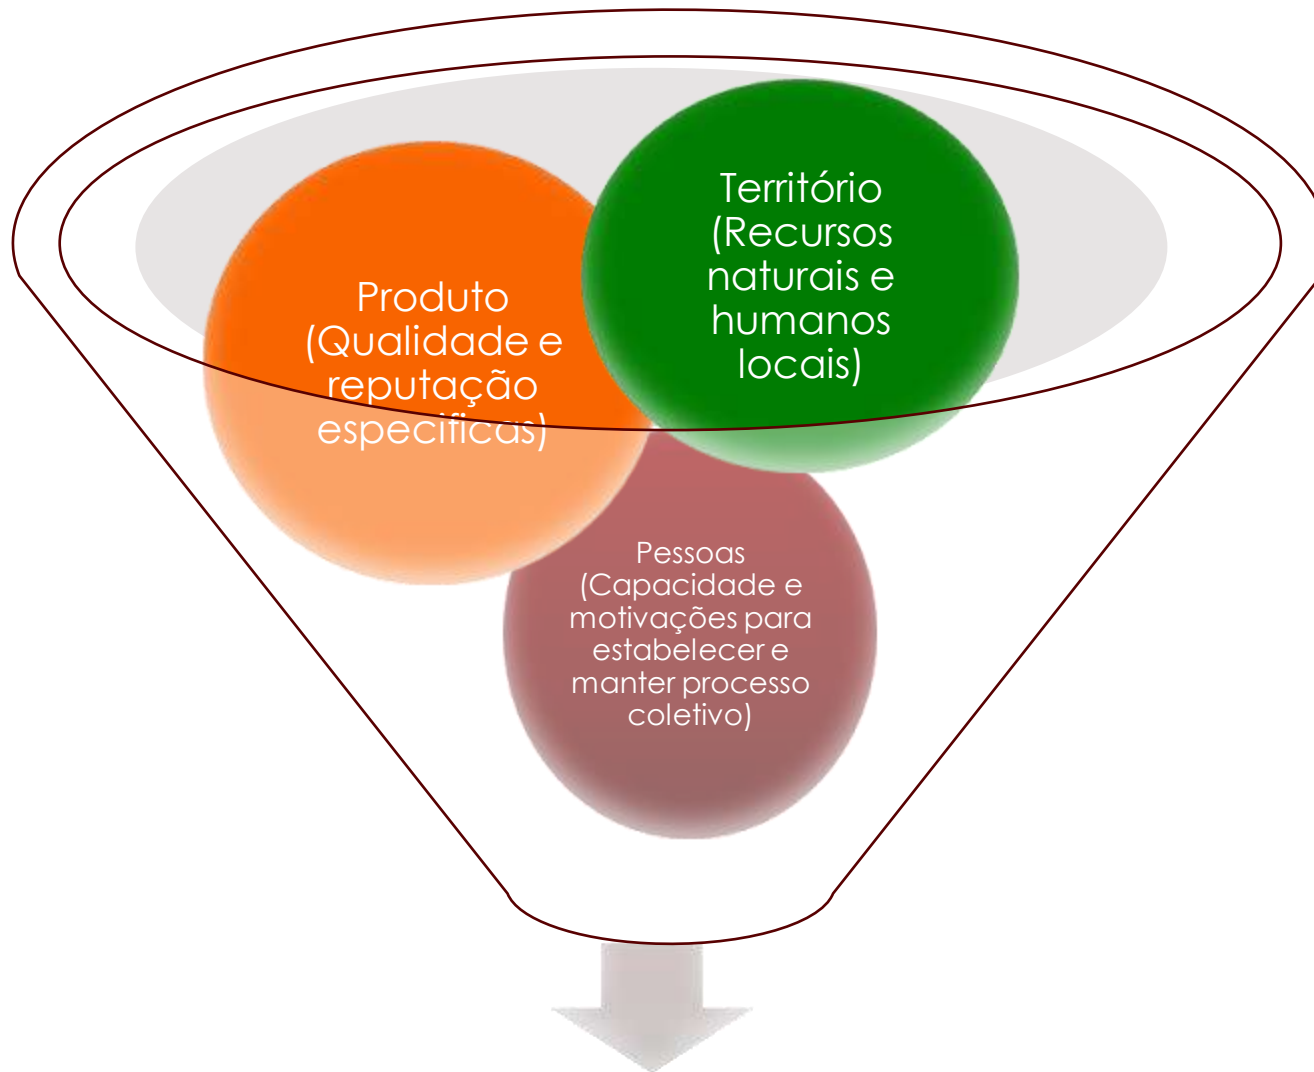 Produto
(Qualidade e
reputação
específicas)
Território
(Recursos
naturais e
humanos
locais)
Pessoas
(Capacidade e
motivações para
estabelecer e
manter processo
coletivo)